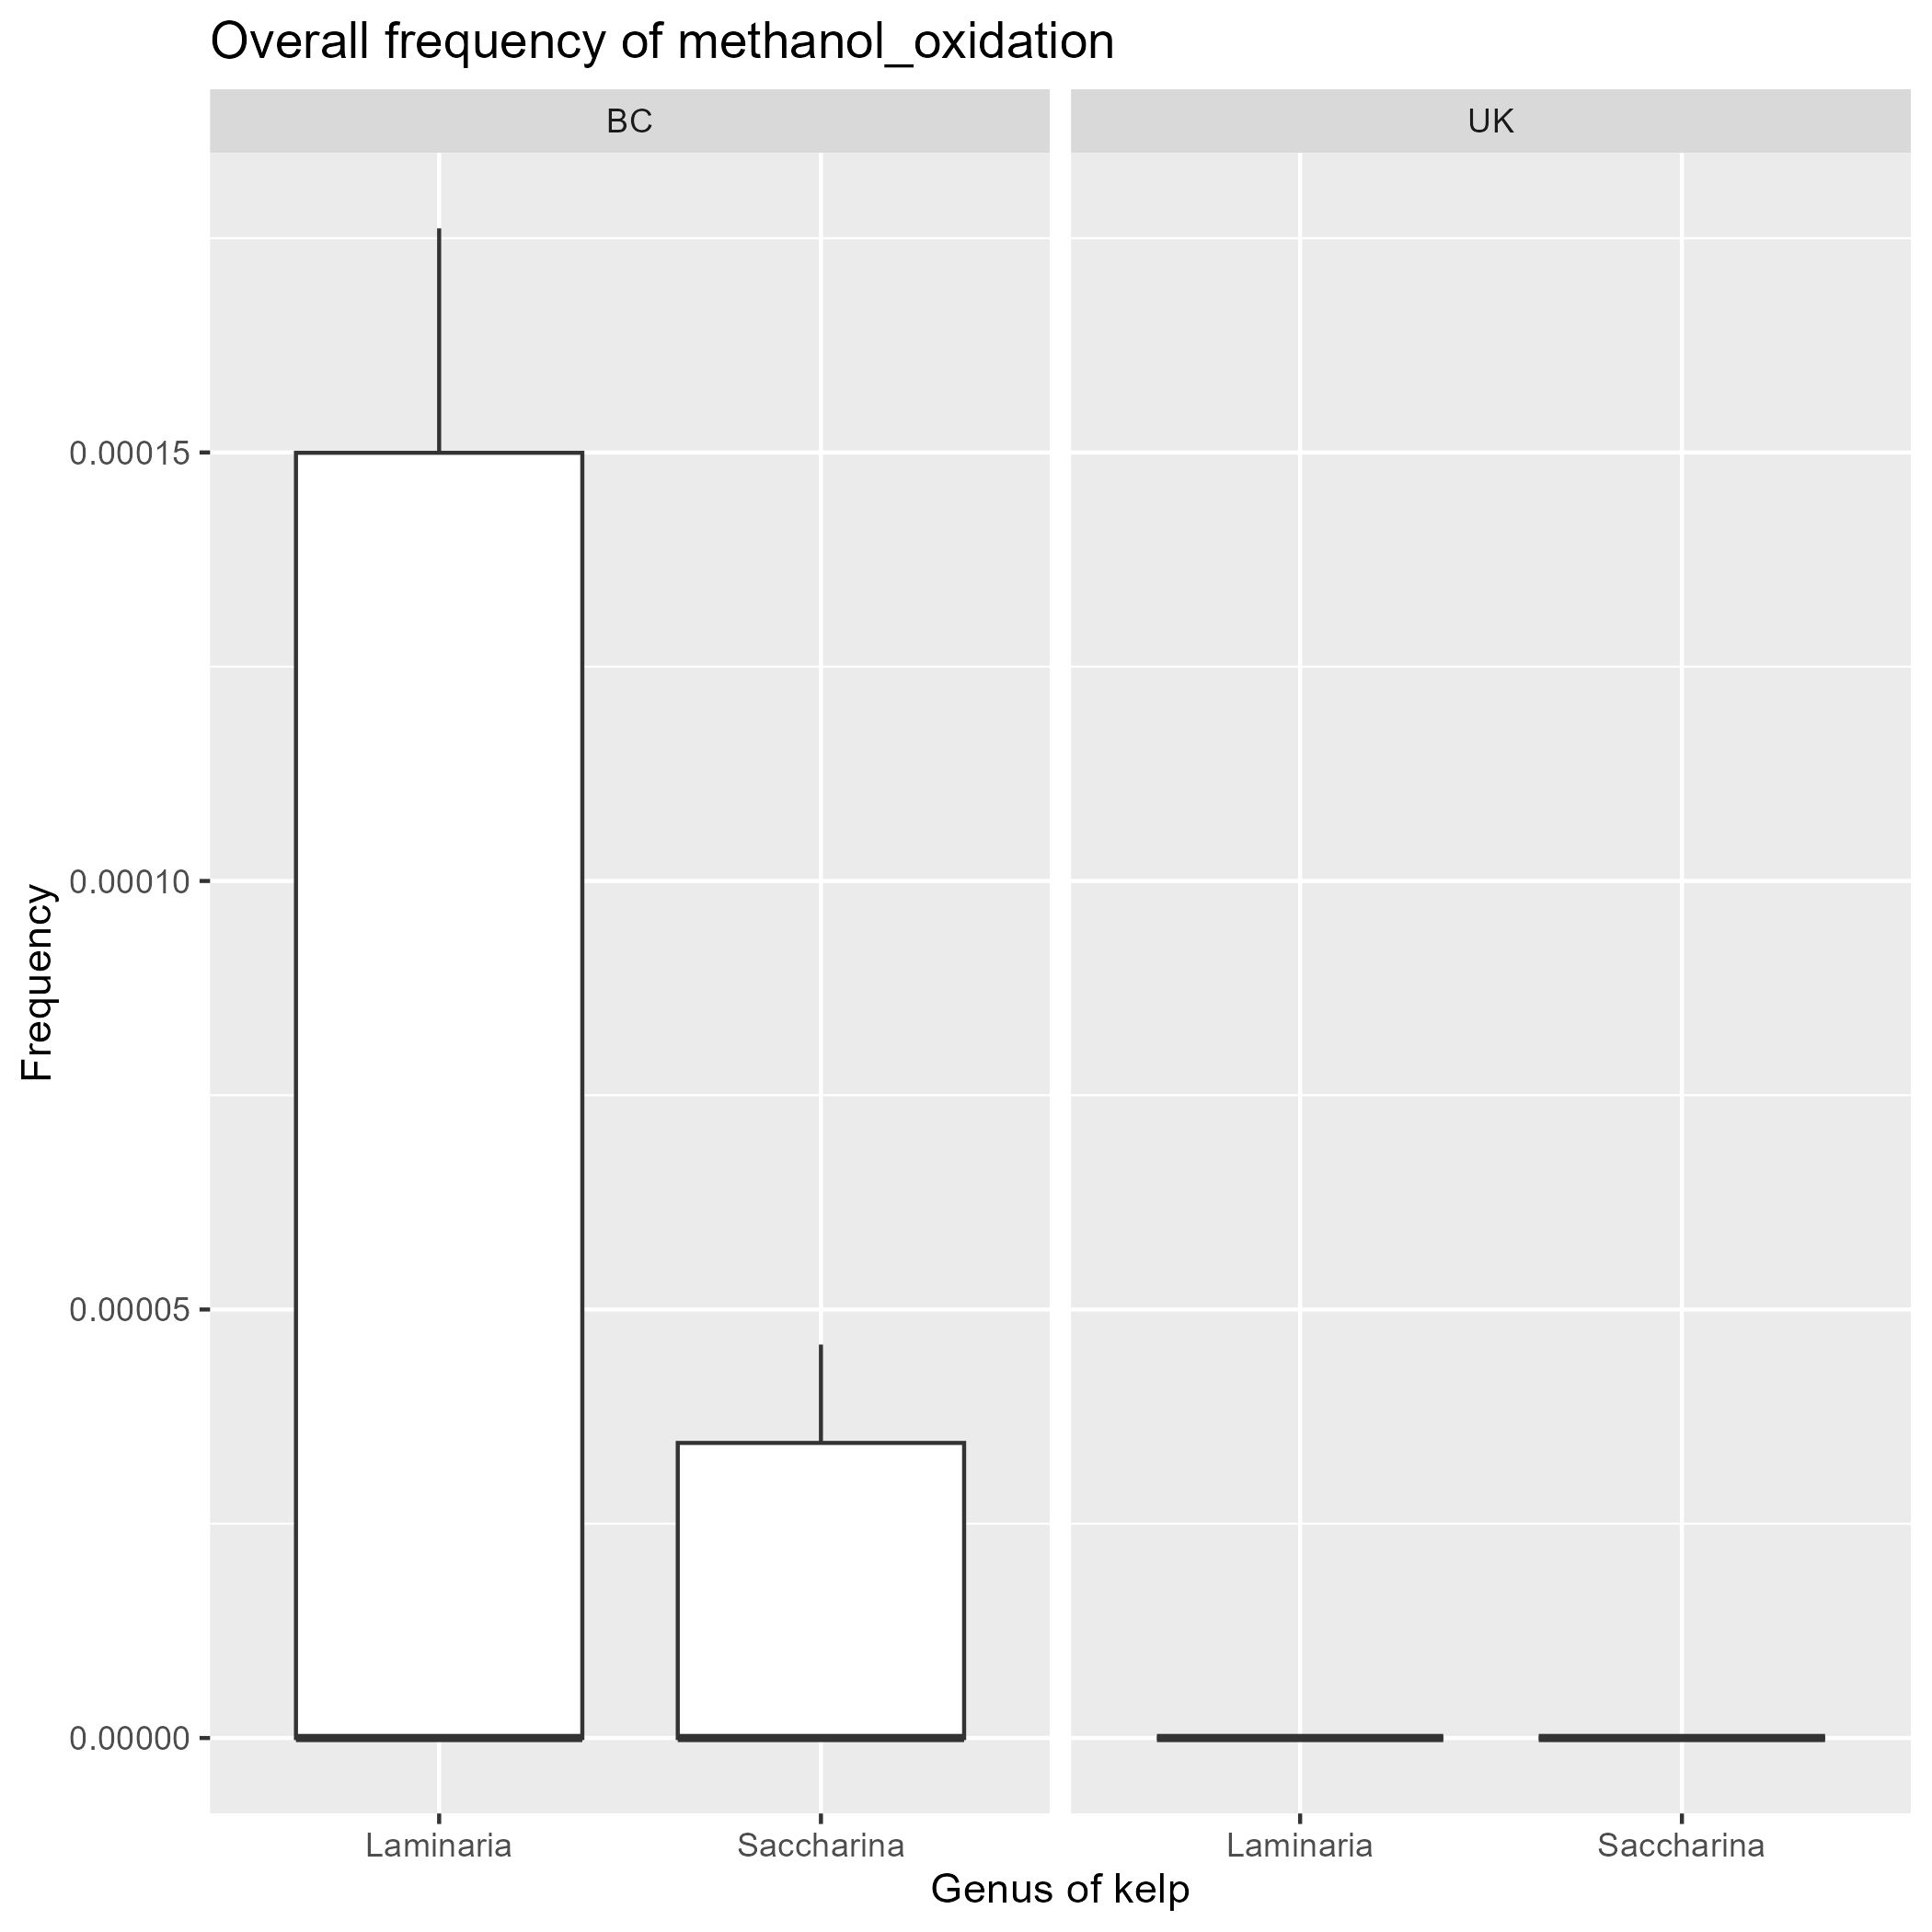 Overall frequency of methanol_oxidation
BC
UK
Frequency
0.00015
0.00010
0.00005
0.00000
Laminaria
Saccharina
Laminaria
Saccharina
Genus of kelp